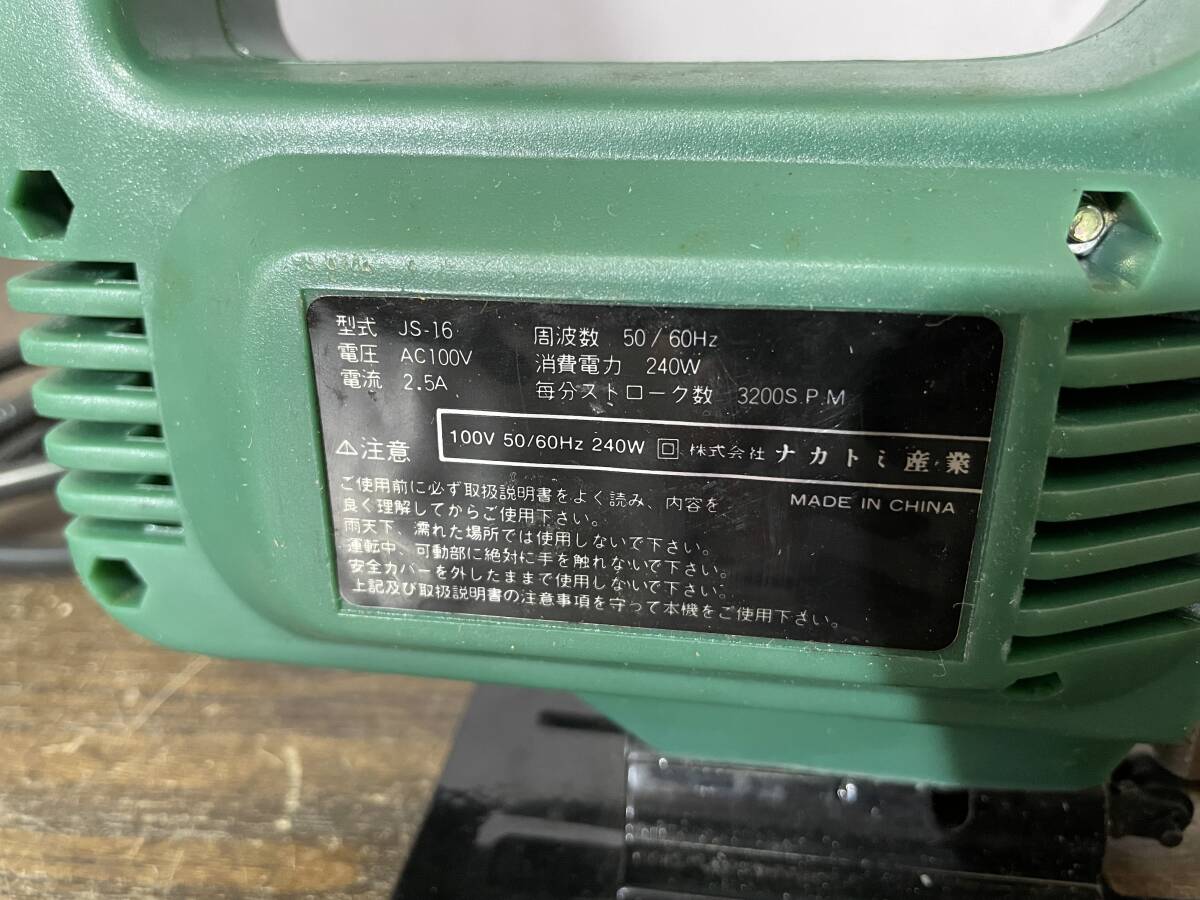 型式 JS-16 周波数 50/60Hz
電圧 AC100V 消費電力 240W
電流 2.5A 毎分ストローク数 3200S.P.M
⚠注意
100V 50/60Hz 240W 回 株式会社 ナカトミ産業
MADE IN CHINA
ご使用前に必ず取扱説明書をよく読み、内容を
良く理解してからご使用下さい。
雨天下、濡れた場所では使用しないで下さい。
運転中、可動部に絶対に手を触れないで下さい。
安全カバーを外したままで使用しないで下さい。
上記及び取扱説明書の注意事項を守って本機をご使用下さい。